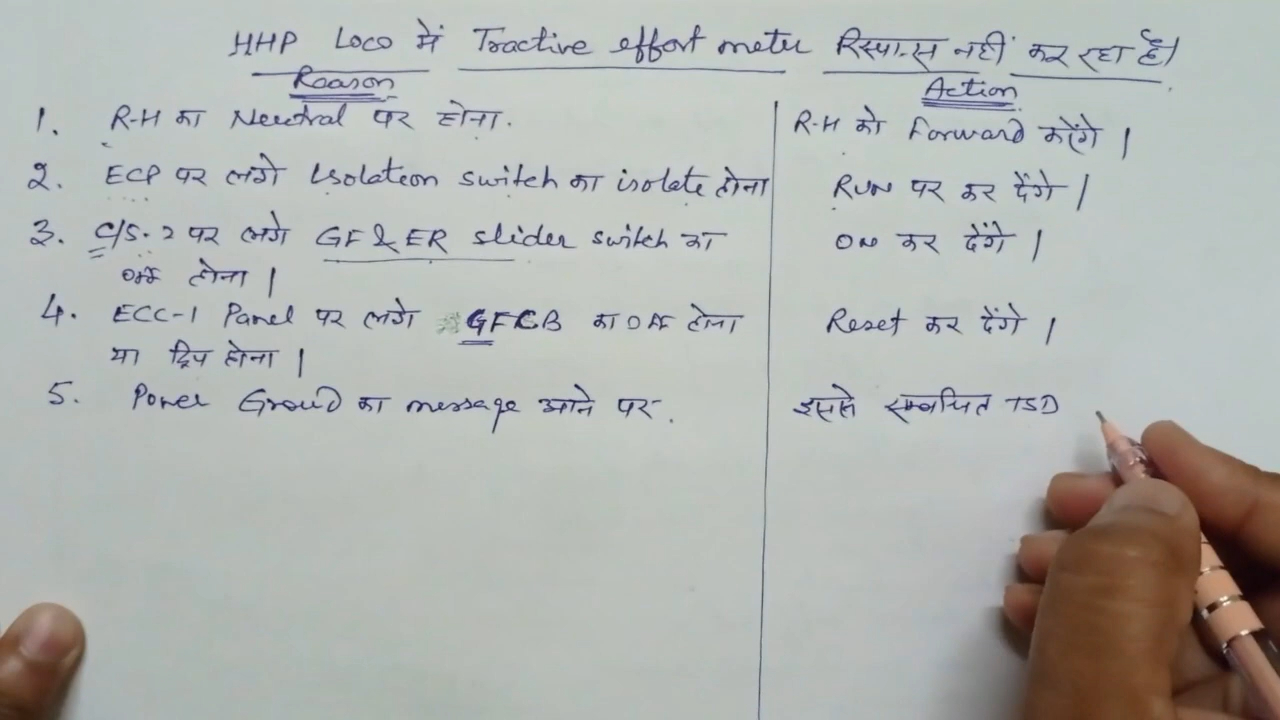 HHP Loco में Tractive effort meter रिस्पान्स नहीं कर रहा है।
Reason Action
1. R-H का Neutral पर होना. R-H को Forward करेंगे।
2. ECP पर लगे Isolation switch का isolate होना RUN पर कर देंगे।
3. C/S-2 पर लगे GF & ER slider switch का ON कर देंगे।
OFF होना।
4. ECC-1 Panel पर लगे GFCB का OFF होना Reset कर देंगे।
या ट्रिप होना।
5. Power Ground का message आने पर. इससे सम्बन्धित TSD